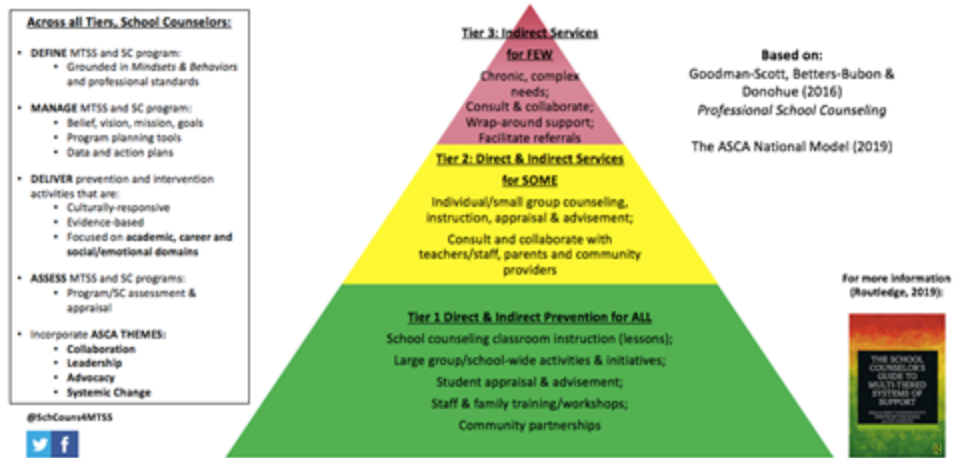 Across all Tiers, School Counselors:
• DEFINE MTSS and SC program:
• Grounded in Mindsets & Behaviors
and professional standards
• MANAGE MTSS and SC program:
• Belief, vision, mission, goals
• Program planning tools
• Data and action plans
• DELIVER prevention and intervention
activities that are:
• Culturally-responsive
• Evidence-based
• Focused on academic, career and
social/emotional domains
• ASSESS MTSS and SC programs:
• Program/SC assessment &
appraisal
• Incorporate ASCA THEMES:
• Collaboration
• Leadership
• Advocacy
• Systemic Change
@SchCouns4MTSS
Tier 3: Indirect Services
for FEW
Chronic, complex
needs;
Consult & collaborate;
Wrap-around support;
Facilitate referrals
Tier 2: Direct & Indirect Services
for SOME
Individual/small group counseling,
instruction, appraisal & advisement;
Consult and collaborate with
teachers/staff, parents and community
providers
Tier 1 Direct & Indirect Prevention for ALL
School counseling classroom instruction (lessons);
Large group/school-wide activities & initiatives;
Student appraisal & advisement;
Staff & family training/workshops;
Community partnerships
Based on:
Goodman-Scott, Betters-Bubon &
Donohue (2016)
Professional School Counseling
The ASCA National Model (2019)
For more information
(Routledge, 2019):
THE SCHOOL
COUNSELOR'S
GUIDE TO
MULTI-TIERED
SYSTEMS OF
SUPPORT